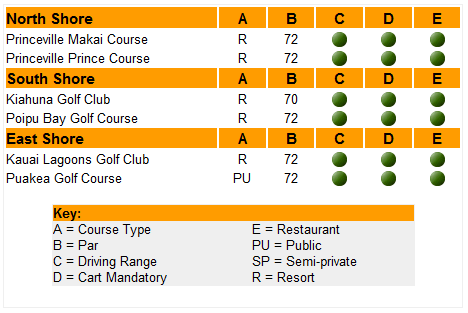 North Shore A B C D E
Princeville Makai Course R 72
Princeville Prince Course R 72
South Shore A B C D E
Kiahuna Golf Club R 70
Poipu Bay Golf Course R 72
East Shore A B C D E
Kauai Lagoons Golf Club R 72
Puakea Golf Course PU 72
Key:
A = Course Type E = Restaurant
B = Par PU = Public
C = Driving Range SP = Semi-private
D = Cart Mandatory R = Resort